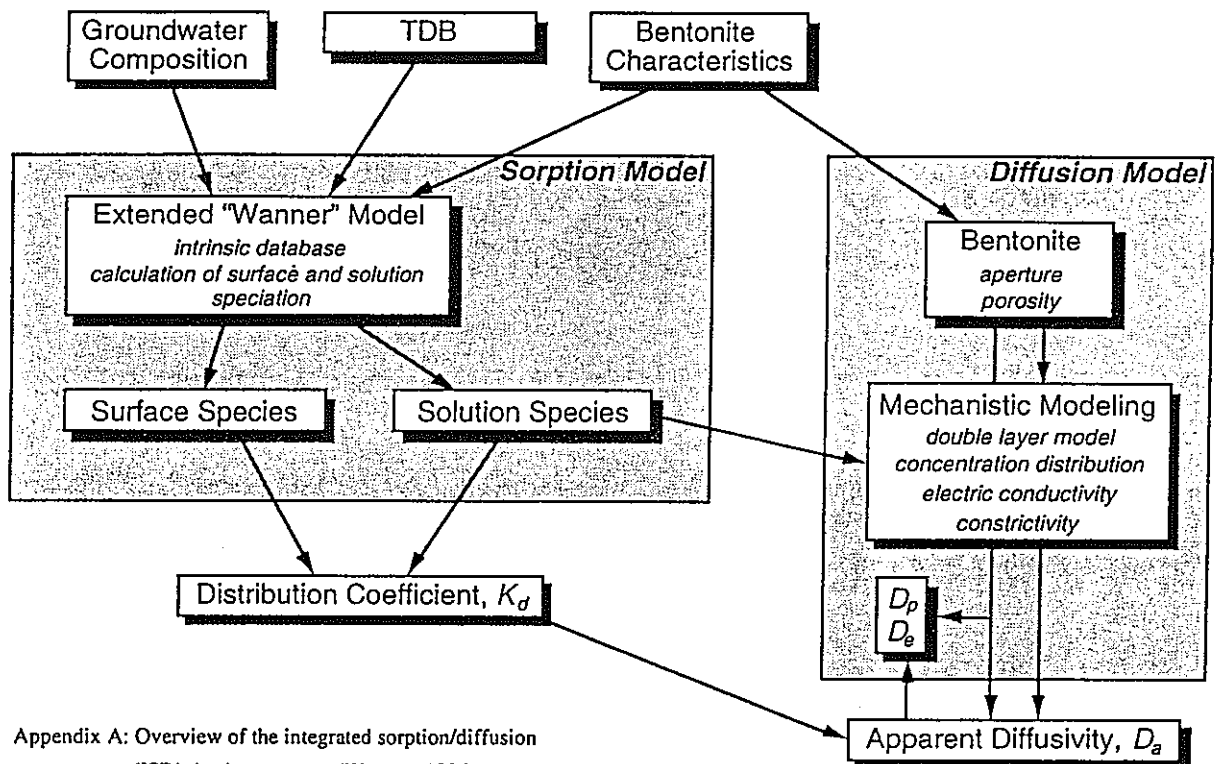 Groundwater
Composition
TDB
Bentonite
Characteristics
Sorption Model
Diffusion Model
Extended "Wanner" Model
intrinsic database
calculation of surface and solution
speciation
Bentonite
aperture
porosity
Surface Species
Solution Species
Mechanistic Modeling
double layer model
concentration distribution
electric conductivity
constrictivity
Distribution Coefficient, Kd
Dp
De
Apparent Diffusivity, Da
Appendix A: Overview of the integrated sorption/diffusion